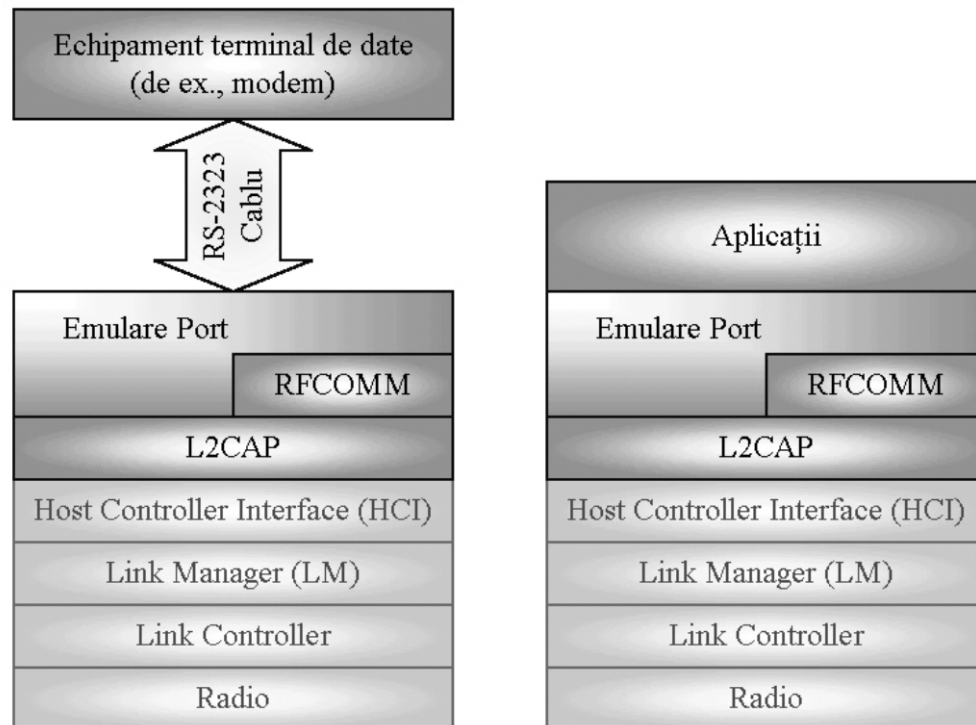 Echipament terminal de date
(de ex., modem)
RS-2323
Cablu
Emulare Port
RFCOMM
L2CAP
Host Controller Interface (HCI)
Link Manager (LM)
Link Controller
Radio
Aplicații
Emulare Port
RFCOMM
L2CAP
Host Controller Interface (HCI)
Link Manager (LM)
Link Controller
Radio